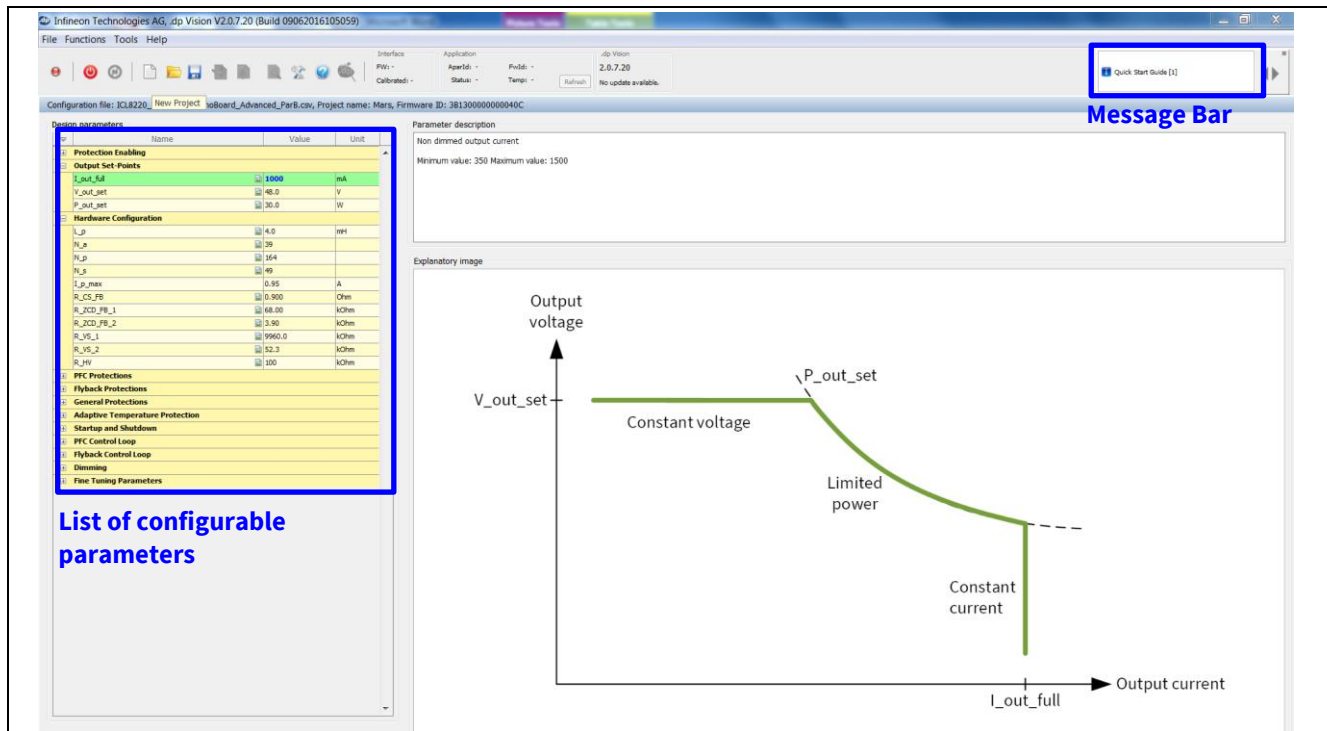 Infineon Technologies AG, .dp Vision V2.0.7.20 (Build 09062016105059)
File Functions Tools Help
Interface
Application
.dp Vision
FW: -
AparId: -
FwId: -
2.0.7.20
Calibrated: -
Status: -
Temp: -
Refresh
No update available.
Quick Start Guide [1]
Message Bar
Configuration file: ICL8220_
New Project
oBoard_Advanced_ParB.csv, Project name: Mars, Firmware ID: 3B1300000000040C
Design parameters
Name Value Unit
Protection Enabling
Output Set-Points
I_out_full 1000 mA
V_out_set 48.0 V
P_out_set 30.0 W
Hardware Configuration
L_p 4.0 mH
N_a 39
N_p 164
N_s 49
I_p_max 0.95 A
R_CS_FB 0.900 Ohm
R_ZCD_FB_1 68.00 kOhm
R_ZCD_FB_2 3.90 kOhm
R_VS_1 9960.0 kOhm
R_VS_2 52.3 kOhm
R_HV 100 kOhm
PFC Protections
Flyback Protections
General Protections
Adaptive Temperature Protection
Startup and Shutdown
PFC Control Loop
Flyback Control Loop
Dimming
Fine Tuning Parameters
List of configurable
parameters
Parameter description
Non dimmed output current
Minimum value: 350 Maximum value: 1500
Explanatory image
Output
voltage
P_out_set
V_out_set
Constant voltage
Limited
power
Constant
current
Output current
I_out_full